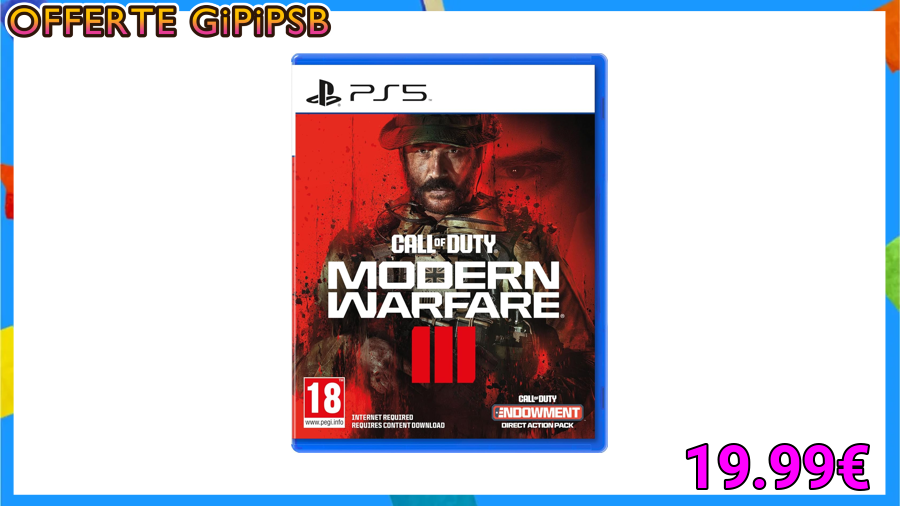 OFFERTE GiPiPSB
PS5
CALL OF DUTY
MODERN
WARFARE
III
18
www.pegi.info
INTERNET REQUIRED
REQUIRES CONTENT DOWNLOAD
CALL OF DUTY
ENDOWMENT
DIRECT ACTION PACK
19.99€